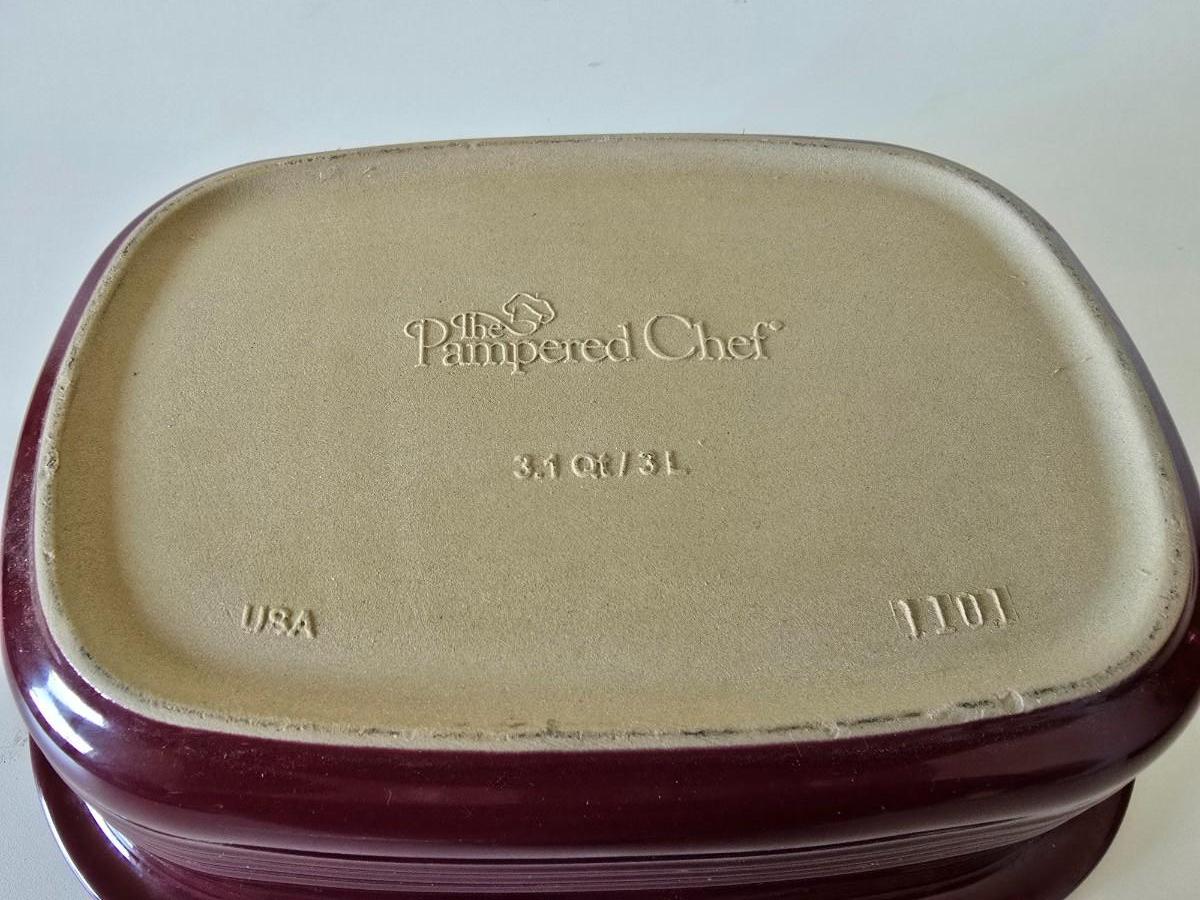 The
Pampered Chef®
3.1 Qt / 3 L
USA
1101